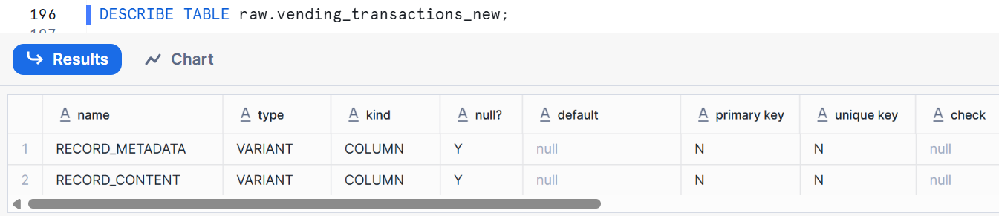 196 DESCRIBE TABLE raw.vending_transactions_new;
197
Results Chart
A name A type A kind A null? A default A primary key A unique key A check
1 RECORD_METADATA VARIANT COLUMN Y null N N null
2 RECORD_CONTENT VARIANT COLUMN Y null N N null